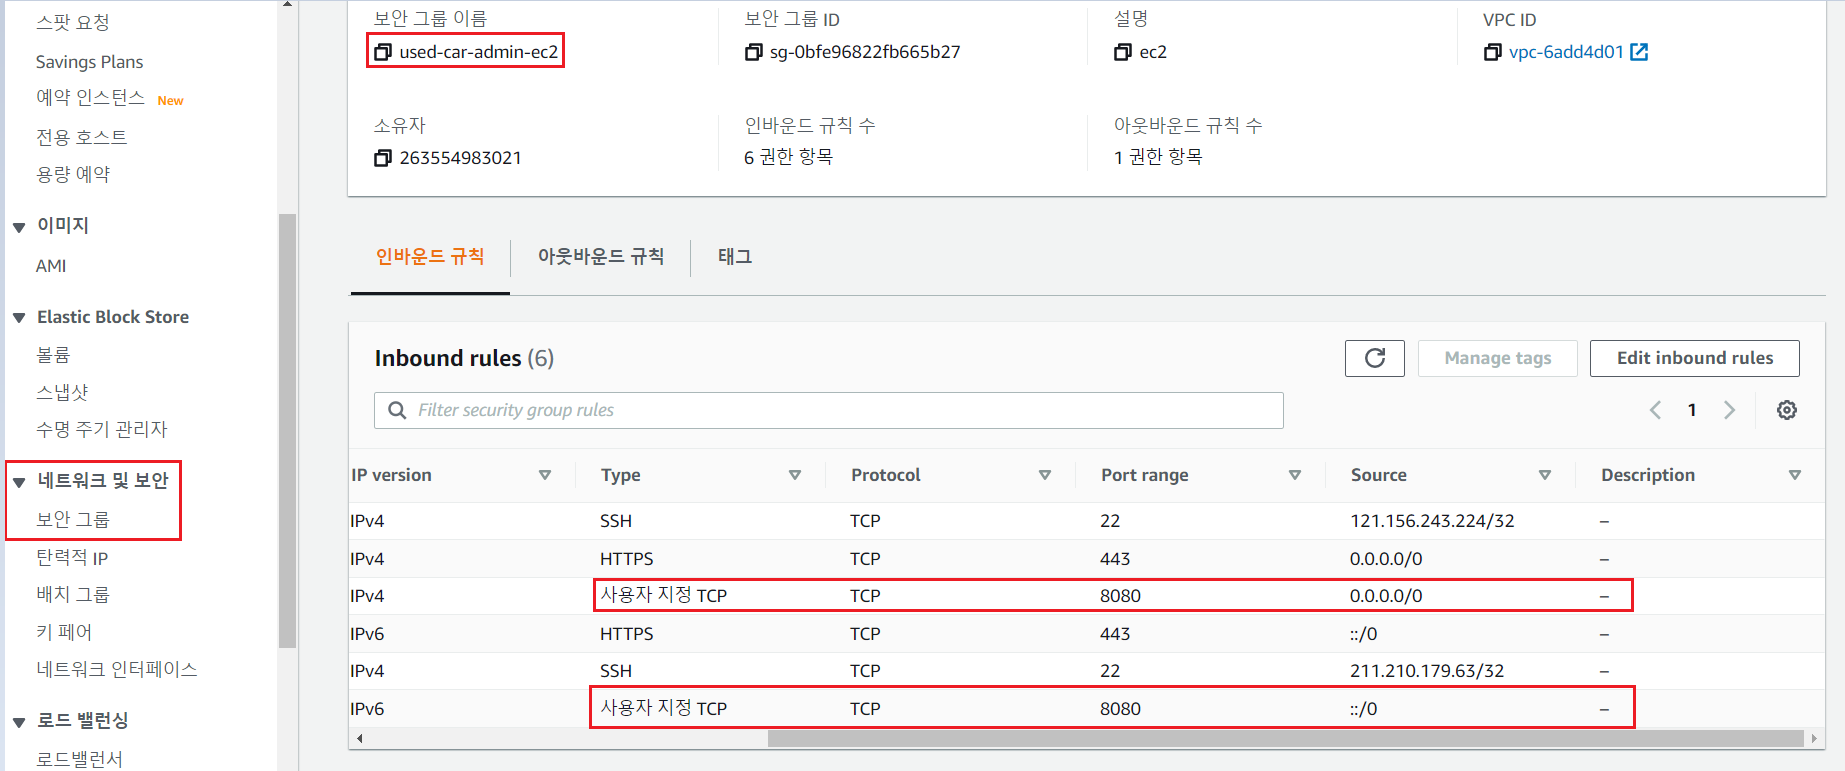 스팟 요청
Savings Plans
예약 인스턴스 New
전용 호스트
용량 예약
이미지
AMI
Elastic Block Store
볼륨
스냅샷
수명 주기 관리자
네트워크 및 보안
보안 그룹
탄력적 IP
배치 그룹
키 페어
네트워크 인터페이스
로드 밸런싱
로드밸런서
보안 그룹 이름 보안 그룹 ID 설명 VPC ID
used-car-admin-ec2 sg-0bfe96822fb665b27 ec2 vpc-6add4d01
소유자 인바운드 규칙 수 아웃바운드 규칙 수
263554983021 6 권한 항목 1 권한 항목
인바운드 규칙 아웃바운드 규칙 태그
Inbound rules (6) Manage tags Edit inbound rules
Filter security group rules 1
IP version Type Protocol Port range Source Description
IPv4 SSH TCP 22 121.156.243.224/32 –
IPv4 HTTPS TCP 443 0.0.0.0/0 –
IPv4 사용자 지정 TCP TCP 8080 0.0.0.0/0 –
IPv6 HTTPS TCP 443 ::/0 –
IPv4 SSH TCP 22 211.210.179.63/32 –
IPv6 사용자 지정 TCP TCP 8080 ::/0 –